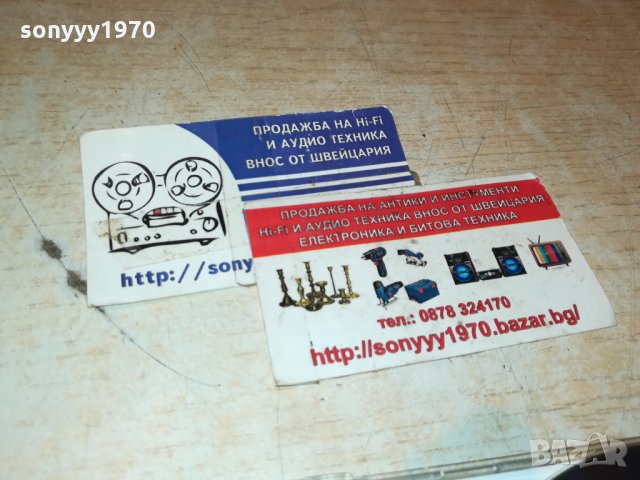 sonyyy1970
ПРОДАЖБА НА Hi-Fi
И АУДИО ТЕХНИКА
ВНОС ОТ ШВЕЙЦАРИЯ
http://sony
ПРОДАЖБА НА АНТИКИ И ИНСТУМЕНТИ
Hi-Fi И АУДИО ТЕХНИКА ВНОС ОТ ШВЕЙЦАРИЯ
ЕЛЕКТРОНИКА И БИТОВА ТЕХНИКА
тел.: 0878 324170
http://sonyyy1970.bazar.bg/
BAZAR